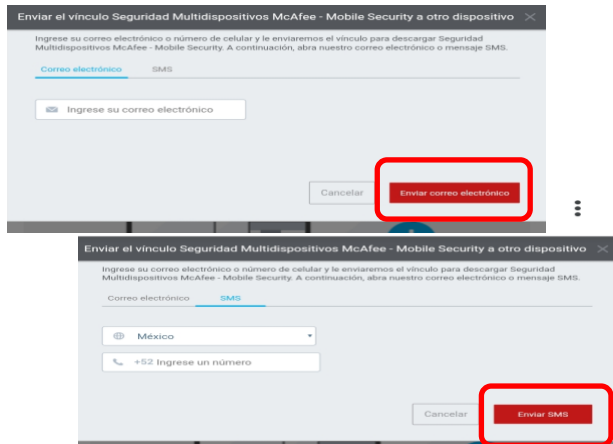 Enviar el vínculo Seguridad Multidispositivos McAfee - Mobile Security a otro dispositivo
Ingrese su correo electrónico o número de celular y le enviaremos el vínculo para descargar Seguridad
Multidispositivos McAfee - Mobile Security. A continuación, abra nuestro correo electrónico o mensaje SMS.
Correo electrónico SMS
Ingrese su correo electrónico
Cancelar Enviar correo electrónico
Enviar el vínculo Seguridad Multidispositivos McAfee - Mobile Security a otro dispositivo
Ingrese su correo electrónico o número de celular y le enviaremos el vínculo para descargar Seguridad
Multidispositivos McAfee - Mobile Security. A continuación, abra nuestro correo electrónico o mensaje SMS.
Correo electrónico SMS
México
+52 Ingrese un número
Cancelar Enviar SMS